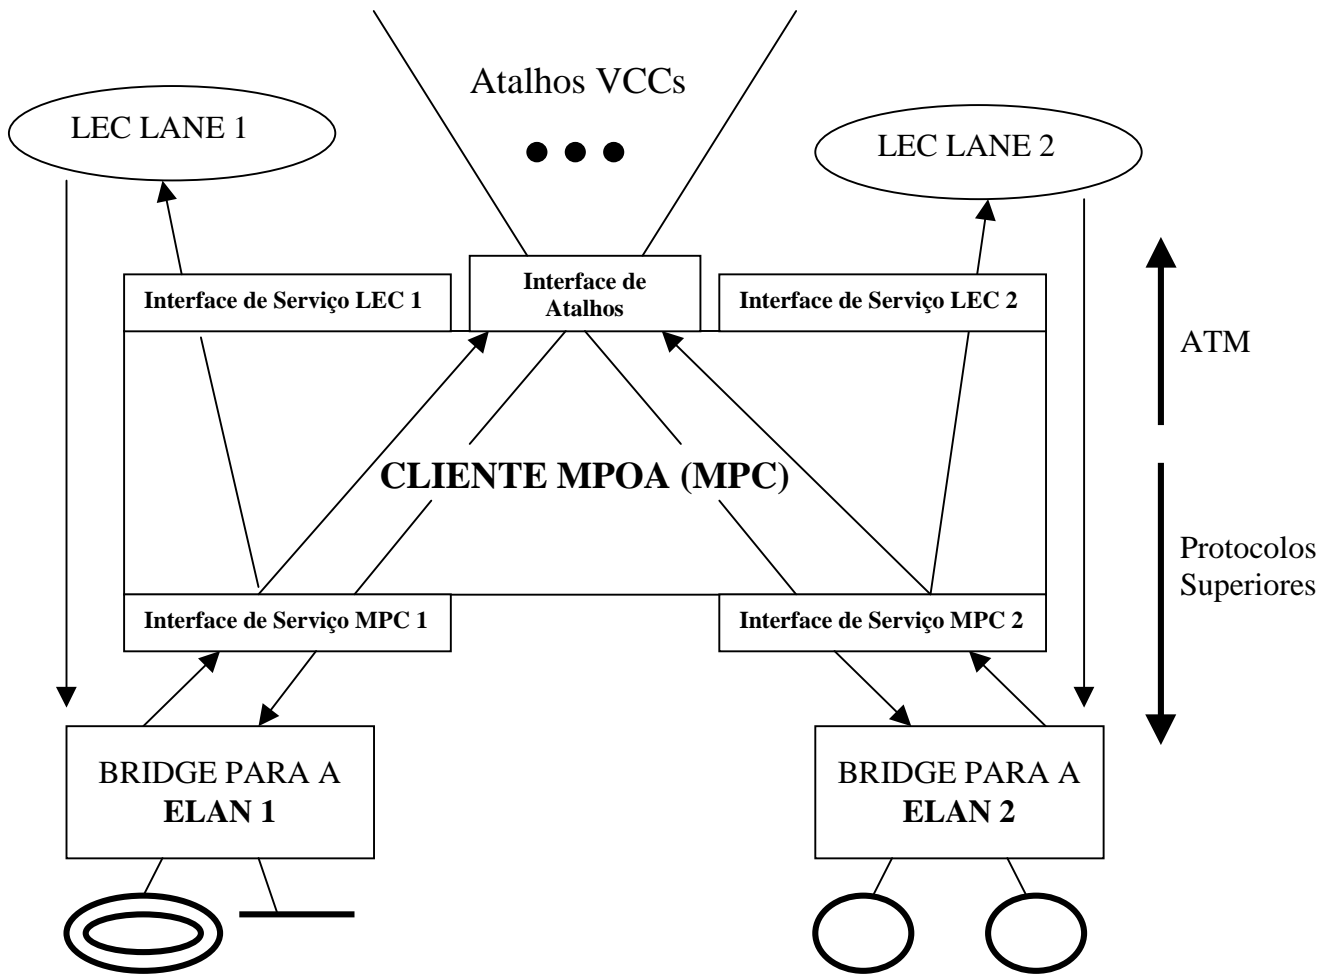 Atalhos VCCs
LEC LANE 1
LEC LANE 2
Interface de Serviço LEC 1
Interface de
Atalhos
Interface de Serviço LEC 2
ATM
CLIENTE MPOA (MPC)
Protocolos
Superiores
Interface de Serviço MPC 1
Interface de Serviço MPC 2
BRIDGE PARA A
ELAN 1
BRIDGE PARA A
ELAN 2